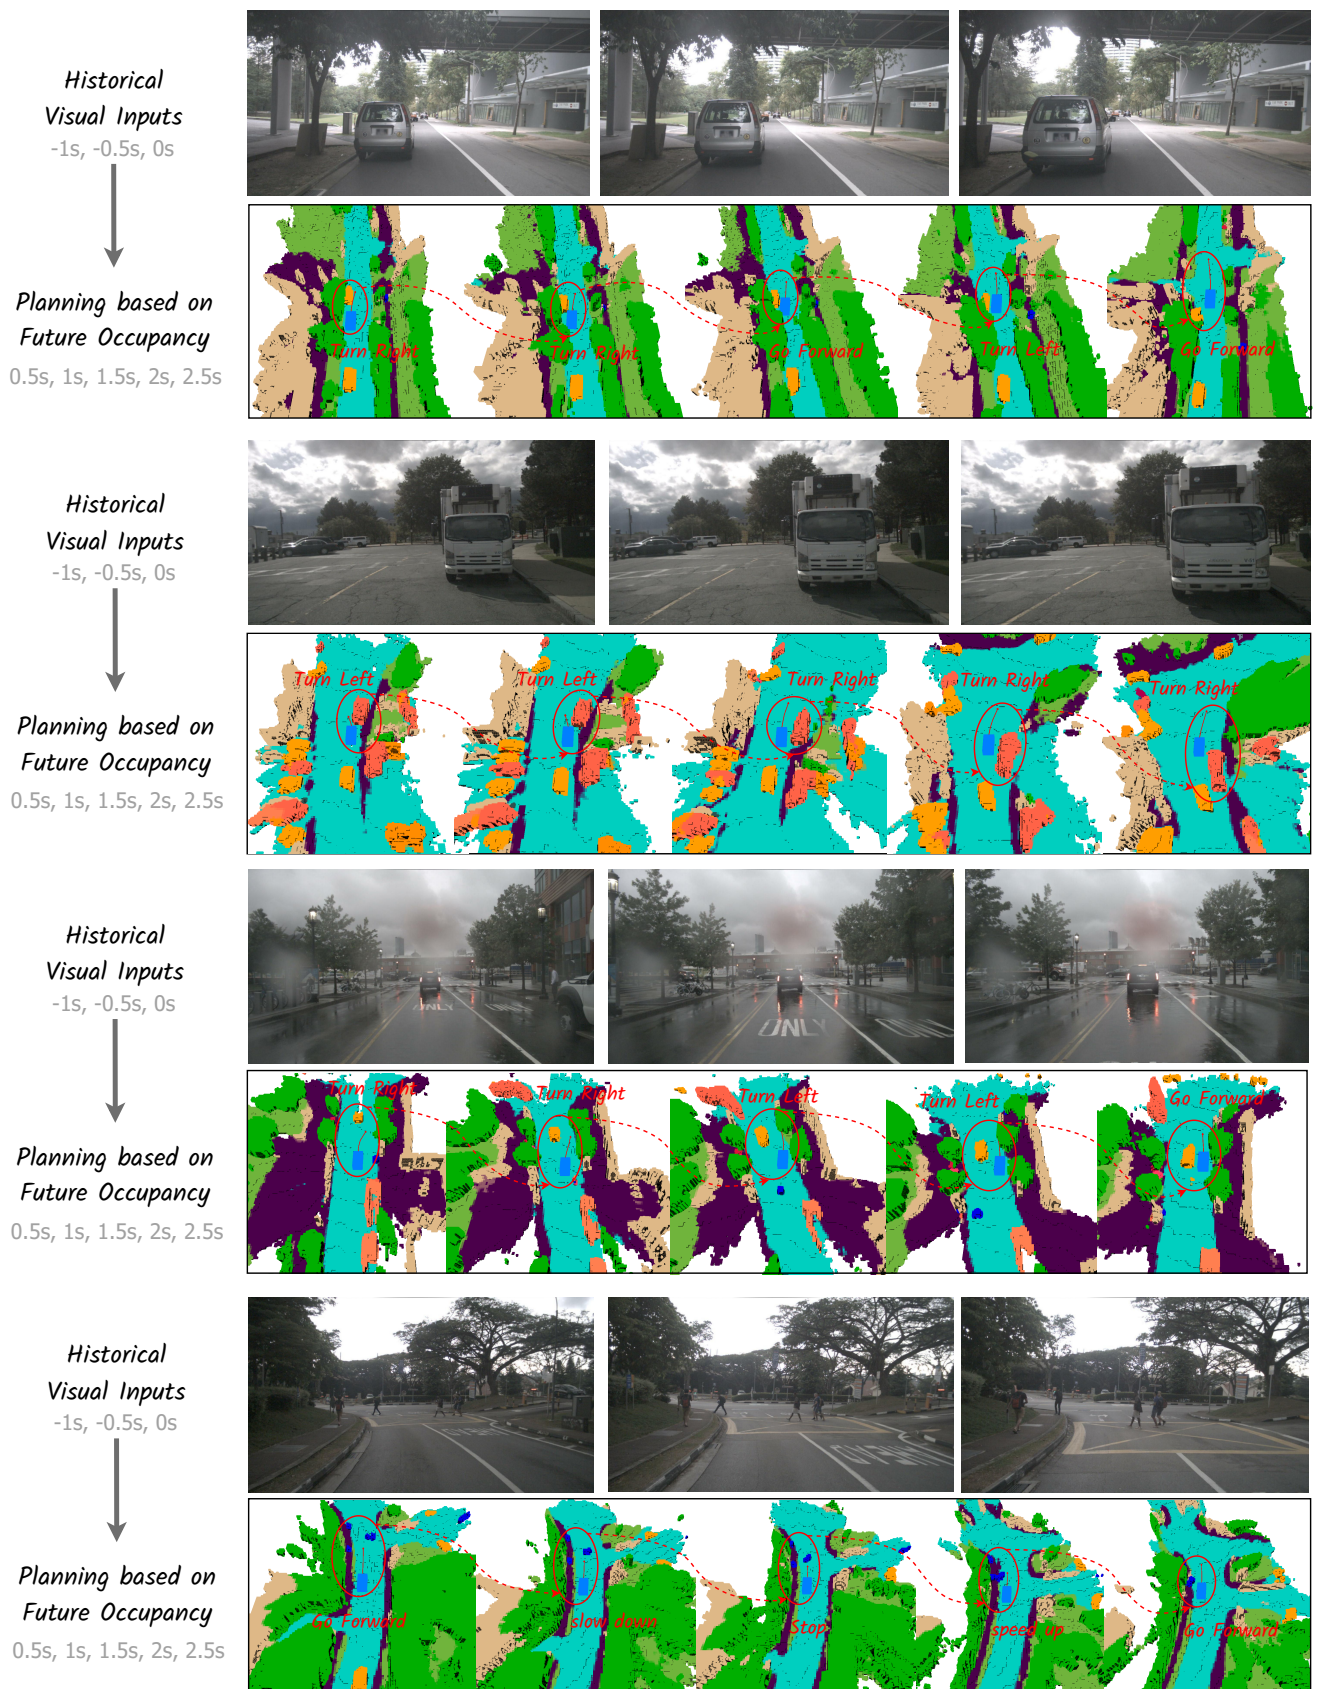 Historical
Visual Inputs
-1s, -0.5s, 0s
Planning based on
Future Occupancy
0.5s, 1s, 1.5s, 2s, 2.5s
Turn Right
Turn Right
Go Forward
Turn Left
Go Forward
Historical
Visual Inputs
-1s, -0.5s, 0s
Planning based on
Future Occupancy
0.5s, 1s, 1.5s, 2s, 2.5s
Turn Left
Turn Left
Turn Right
Turn Right
Turn Right
Historical
Visual Inputs
-1s, -0.5s, 0s
ONLY
ONLY
Planning based on
Future Occupancy
0.5s, 1s, 1.5s, 2s, 2.5s
Turn Right
Turn Right
Turn Left
Turn Left
Go Forward
Historical
Visual Inputs
-1s, -0.5s, 0s
Planning based on
Future Occupancy
0.5s, 1s, 1.5s, 2s, 2.5s
Go Forward
slow down
Stop
speed up
Go Forward